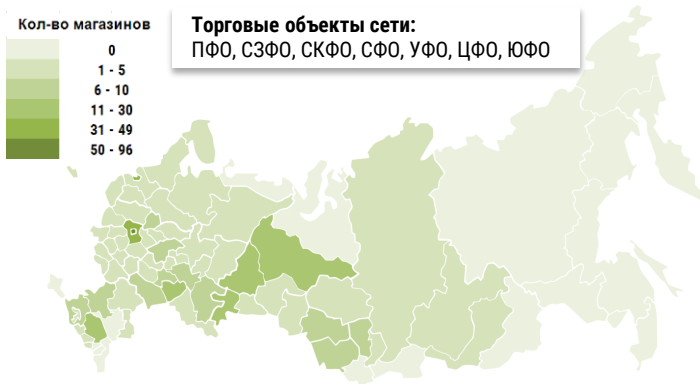 Кол-во магазинов
0
1 - 5
6 - 10
11 - 30
31 - 49
50 - 96
Торговые объекты сети:
ПФО, СЗФО, СКФО, СФО, УФО, ЦФО, ЮФО